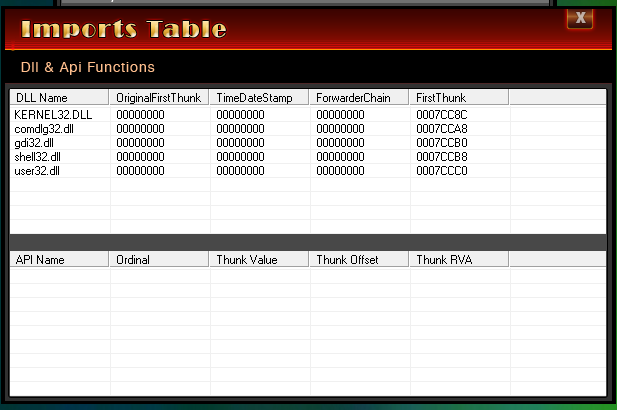 Imports Table
X
Dll & Api Functions
DLL Name OriginalFirstThunk TimeDateStamp ForwarderChain FirstThunk
KERNEL32.DLL 00000000 00000000 00000000 0007CC8C
comdlg32.dll 00000000 00000000 00000000 0007CCA8
gdi32.dll 00000000 00000000 00000000 0007CCB0
shell32.dll 00000000 00000000 00000000 0007CCB8
user32.dll 00000000 00000000 00000000 0007CCC0
API Name Ordinal Thunk Value Thunk Offset Thunk RVA